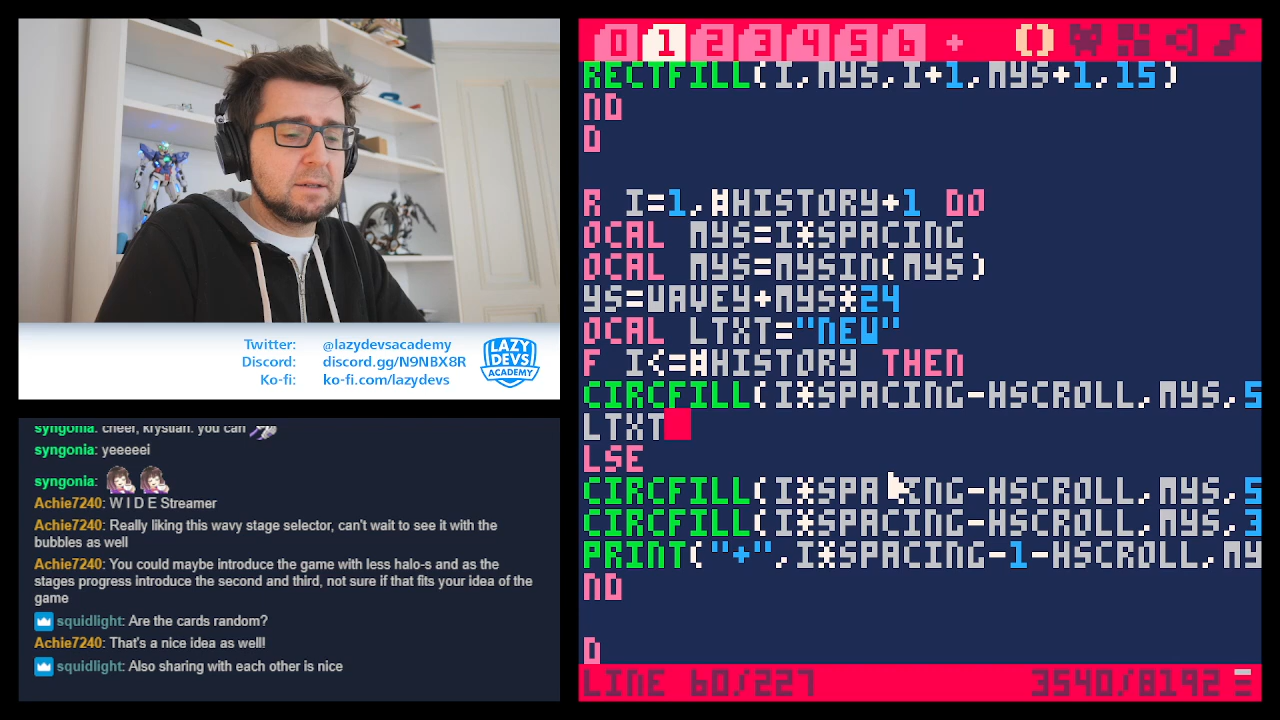 Twitter: @lazydevsacademy
Discord: discord.gg/N9NBX8R
Ko-fi: ko-fi.com/lazydevs
LAZY
DEVS
ACADEMY
syngonia: cheer, krystian. you can
syngonia: yeeeeei
syngonia:
Achie7240: W I D E Streamer
Achie7240: Really liking this wavy stage selector, can't wait to see it with the
bubbles as well
Achie7240: You could maybe introduce the game with less halo-s and as the
stages progress introduce the second and third, not sure if that fits your idea of the
game
squidlight: Are the cards random?
Achie7240: That's a nice idea as well!
squidlight: Also sharing with each other is nice
0 1 2 3 4 5 6 + ()
RECTFILL(I,MYS,I+1,MYS+1,15)
ND
D
R I=1,#HISTORY+1 DO
OCAL MYS=I*SPACING
OCAL MYS=MYSIN(MYS)
YS=WAVEY+MYS*24
OCAL LTXT="NEW"
F I<=#HISTORY THEN
CIRCFILL(I*SPACING-HSCROLL,MYS,5
LTXT
LSE
CIRCFILL(I*SPACING-HSCROLL,MYS,5
CIRCFILL(I*SPACING-HSCROLL,MYS,3
PRINT("+",I*SPACING-1-HSCROLL,MY
ND
D
LINE 60/227 3540/8192